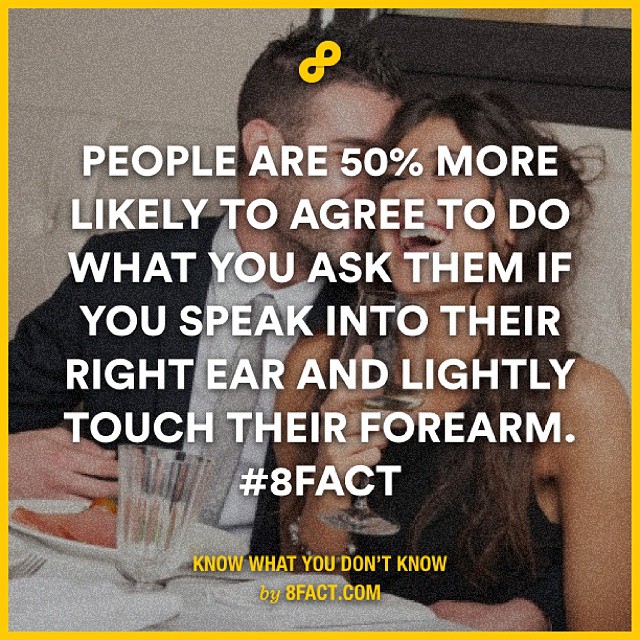 PEOPLE ARE 50% MORE
LIKELY TO AGREE TO DO
WHAT YOU ASK THEM IF
YOU SPEAK INTO THEIR
RIGHT EAR AND LIGHTLY
TOUCH THEIR FOREARM.
#8FACT
KNOW WHAT YOU DON'T KNOW
by 8FACT.COM